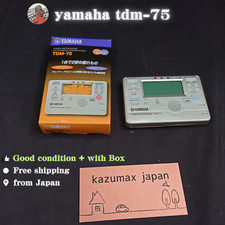 yamaha tdm-75
YAMAHA
TDM-75
YAMAHA
Good condition + with Box
Free shipping
from Japan
kazumax japan